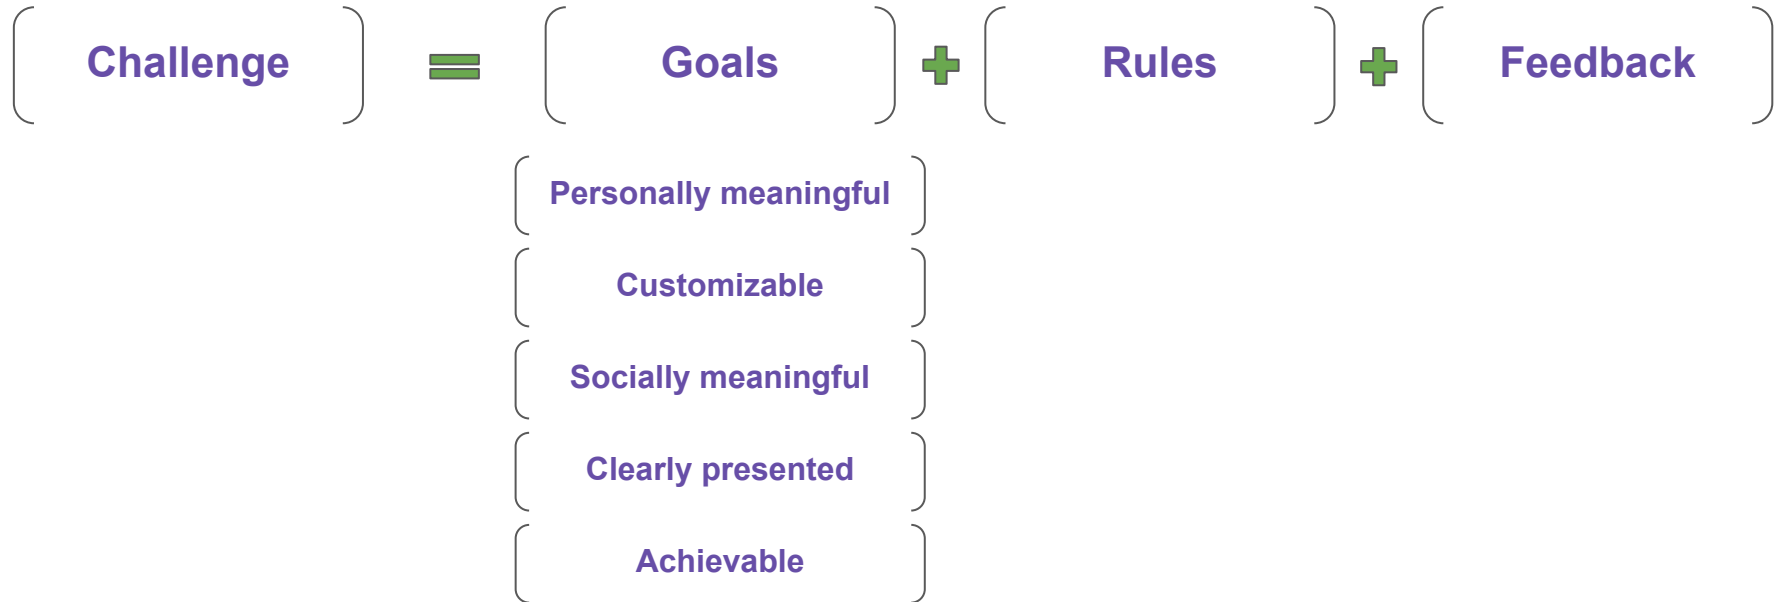 Challenge = Goals + Rules + Feedback
Personally meaningful
Customizable
Socially meaningful
Clearly presented
Achievable